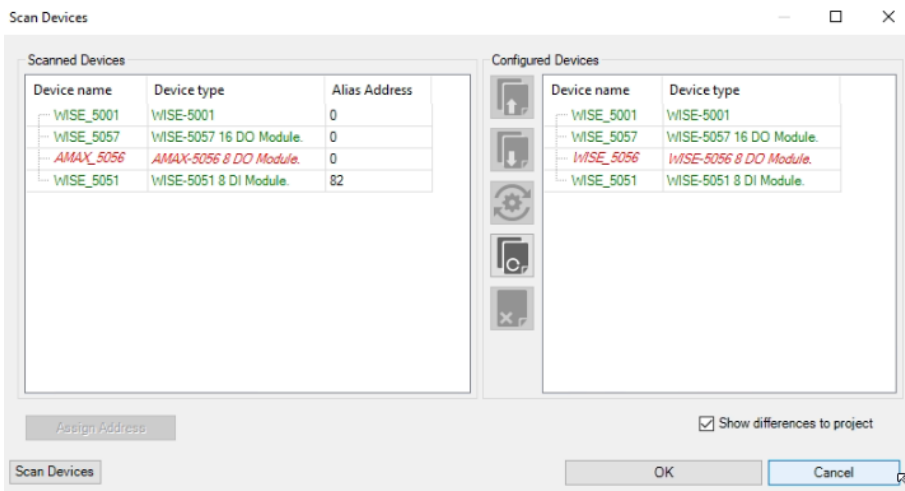 Scan Devices
Scanned Devices
Device name Device type Alias Address
WISE_5001 WISE-5001 0
WISE_5057 WISE-5057 16 DO Module. 0
AMAX_5056 AMAX-5056 8 DO Module. 0
WISE_5051 WISE-5051 8 DI Module. 82
Configured Devices
Device name Device type
WISE_5001 WISE-5001
WISE_5057 WISE-5057 16 DO Module.
WISE_5056 WISE-5056 8 DO Module.
WISE_5051 WISE-5051 8 DI Module.
Assign Address
Show differences to project
Scan Devices
OK
Cancel